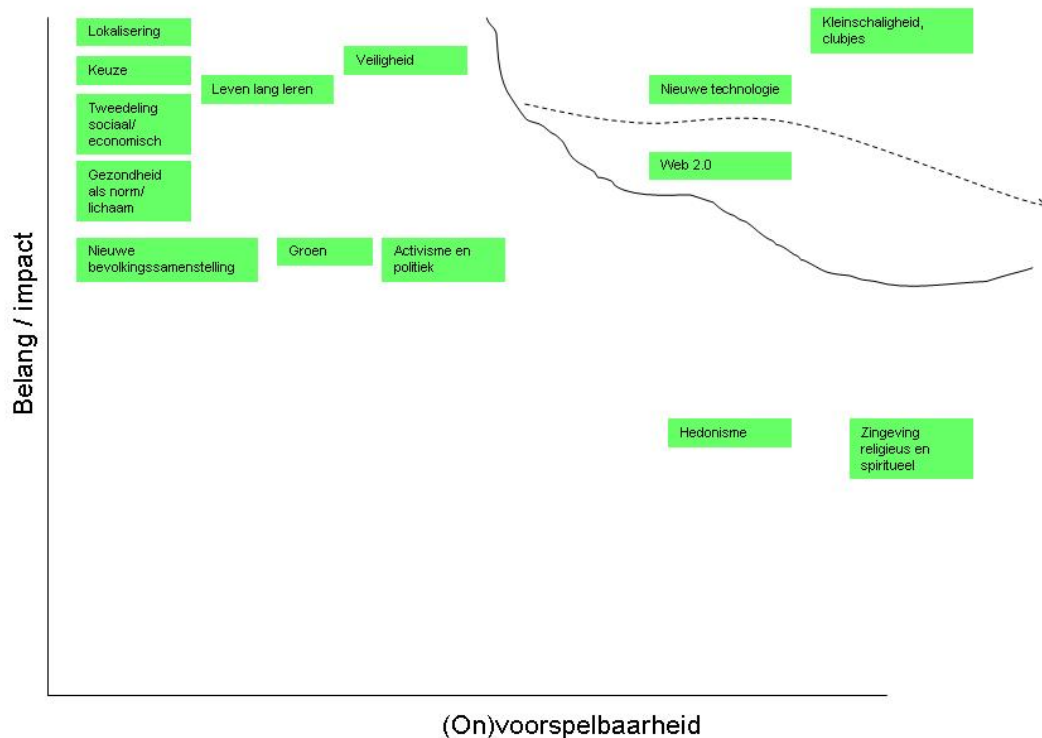 Lokalisering
Keuze
Tweedeling
sociaal/
economisch
Gezondheid
als norm/
lichaam
Leven lang leren
Veiligheid
Nieuwe
bevolkingssamenstelling
Groen
Activisme en
politiek
Kleinschaligheid,
clubjes
Nieuwe technologie
Web 2.0
Hedonisme
Zingeving
religieus en
spiritueel
Belang / impact
(On)voorspelbaarheid